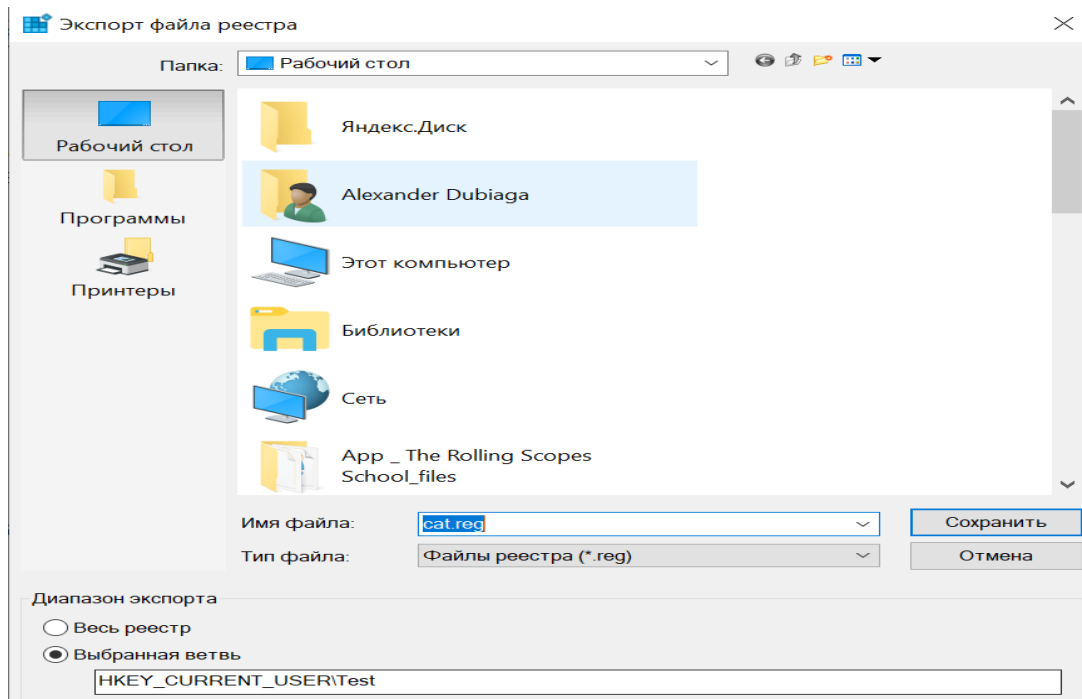 Экспорт файла реестра
Папка:
Рабочий стол
Рабочий стол
Программы
Принтеры
Яндекс.Диск
Alexander Dubiaga
Этот компьютер
Библиотеки
Сеть
App _ The Rolling Scopes
School_files
Имя файла:
cat.reg
Сохранить
Тип файла:
Файлы реестра (*.reg)
Отмена
Диапазон экспорта
Весь реестр
Выбранная ветвь
HKEY_CURRENT_USER\Test